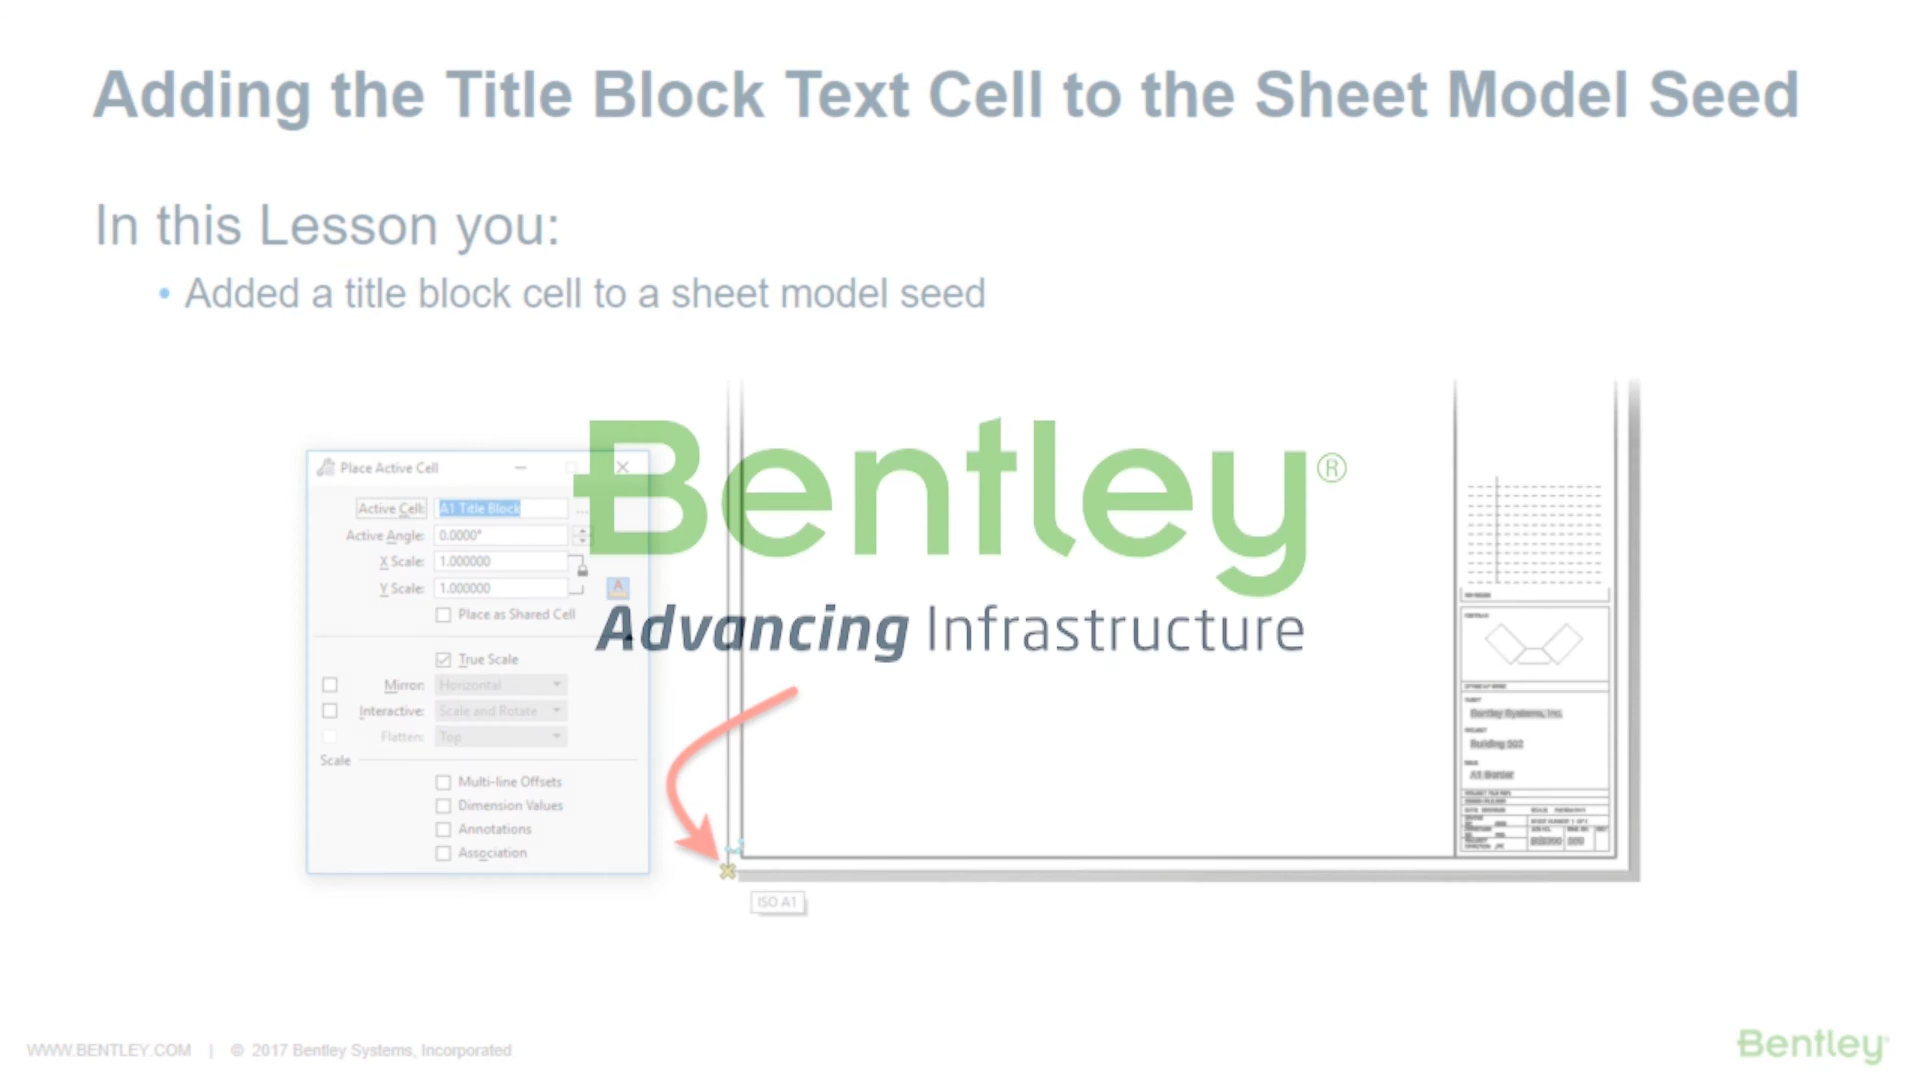 Adding the Title Block Text Cell to the Sheet Model Seed
In this Lesson you:
• Added a title block cell to a sheet model seed
Bentley®
Advancing Infrastructure
Place Active Cell
Active Cell: A1 Title Block
Active Angle: 0.0000°
X Scale: 1.000000
Y Scale: 1.000000
Place as Shared Cell
True Scale
Mirror: Horizontal
Interactive: Scale and Rotate
Flatten: Top
Scale
Multi-line Offsets
Dimension Values
Annotations
Association
Bentley Systems, Inc.
Building 502
A1 Border
ISO A1
WWW.BENTLEY.COM | © 2017 Bentley Systems, Incorporated
Bentley